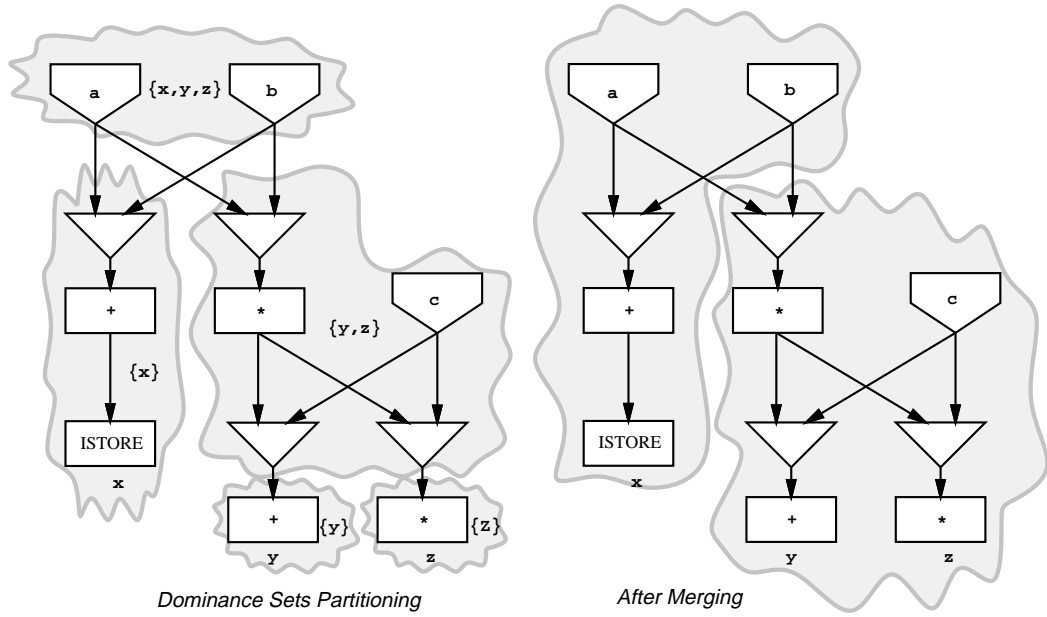 a
{x,y,z}
b
+
*
c
{y,z}
{x}
ISTORE
x
+
{y}
*
{Z}
y
z
Dominance Sets Partitioning
a
b
+
*
c
ISTORE
x
+
*
y
z
After Merging